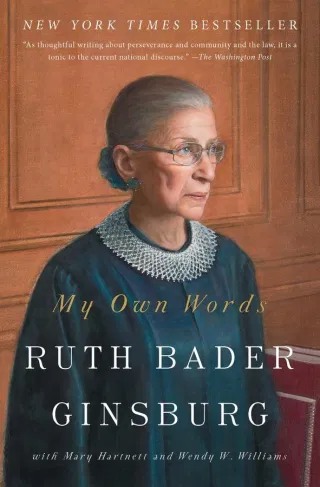 NEW YORK TIMES BESTSELLER
"As thoughtful writing about perseverance and community and the law, it is a
tonic to the current national discourse." —The Washington Post
My Own Words
RUTH BADER
GINSBURG
with Mary Hartnett and Wendy W. Williams